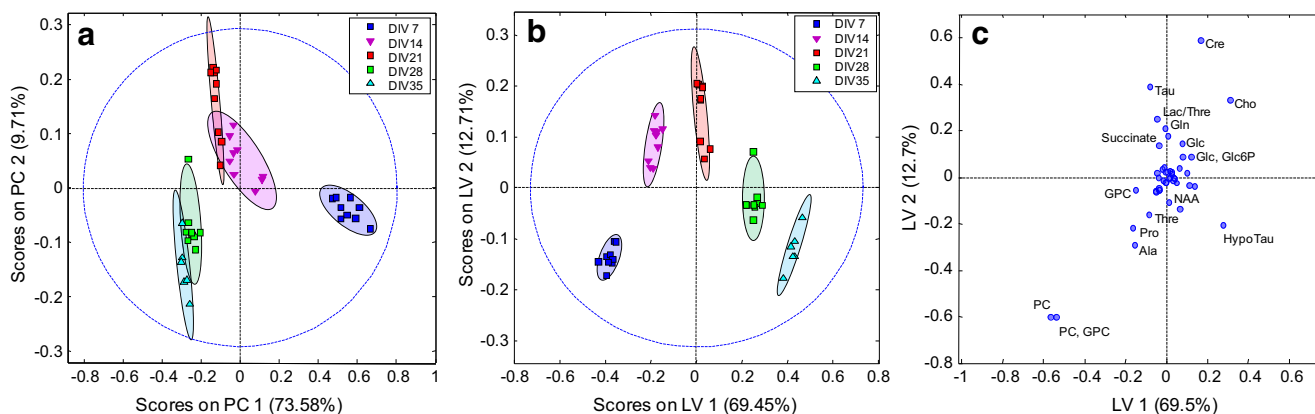 a
0.3
0.2
0.1
0
-0.1
-0.2
-0.3
Scores on PC 2 (9.71%)
DIV 7
DIV14
DIV21
DIV28
DIV35
-0.8 -0.6 -0.4 -0.2 0 0.2 0.4 0.6 0.8 1
Scores on PC 1 (73.58%)
b
0.3
0.2
0.1
0
-0.1
-0.2
-0.3
Scores on LV 2 (12.71%)
DIV 7
DIV14
DIV21
DIV28
DIV35
-0.8 -0.6 -0.4 -0.2 0 0.2 0.4 0.6 0.8
Scores on LV 1 (69.45%)
c
0.6
0.4
0.2
0
-0.2
-0.4
-0.6
-0.8
LV 2 (12.7%)
Cre
Tau
Cho
Lac/Thre
Gln
Succinate
Glc
Glc, Glc6P
GPC
NAA
Thre
Pro
HypoTau
Ala
PC
PC, GPC
-1 -0.8 -0.6 -0.4 -0.2 0 0.2 0.4 0.6 0.8
LV 1 (69.5%)